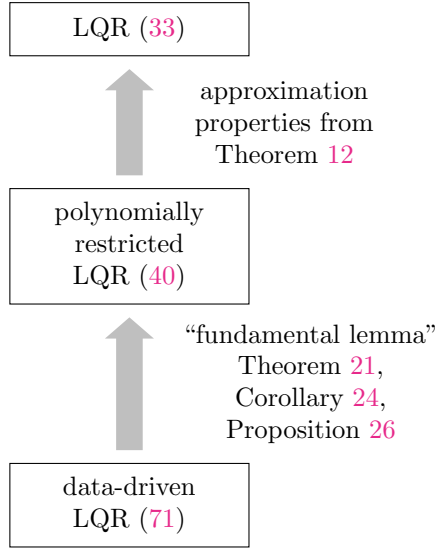 LQR (33)
approximation
properties from
Theorem 12
polynomially
restricted
LQR (40)
“fundamental lemma”
Theorem 21,
Corollary 24,
Proposition 26
data-driven
LQR (71)